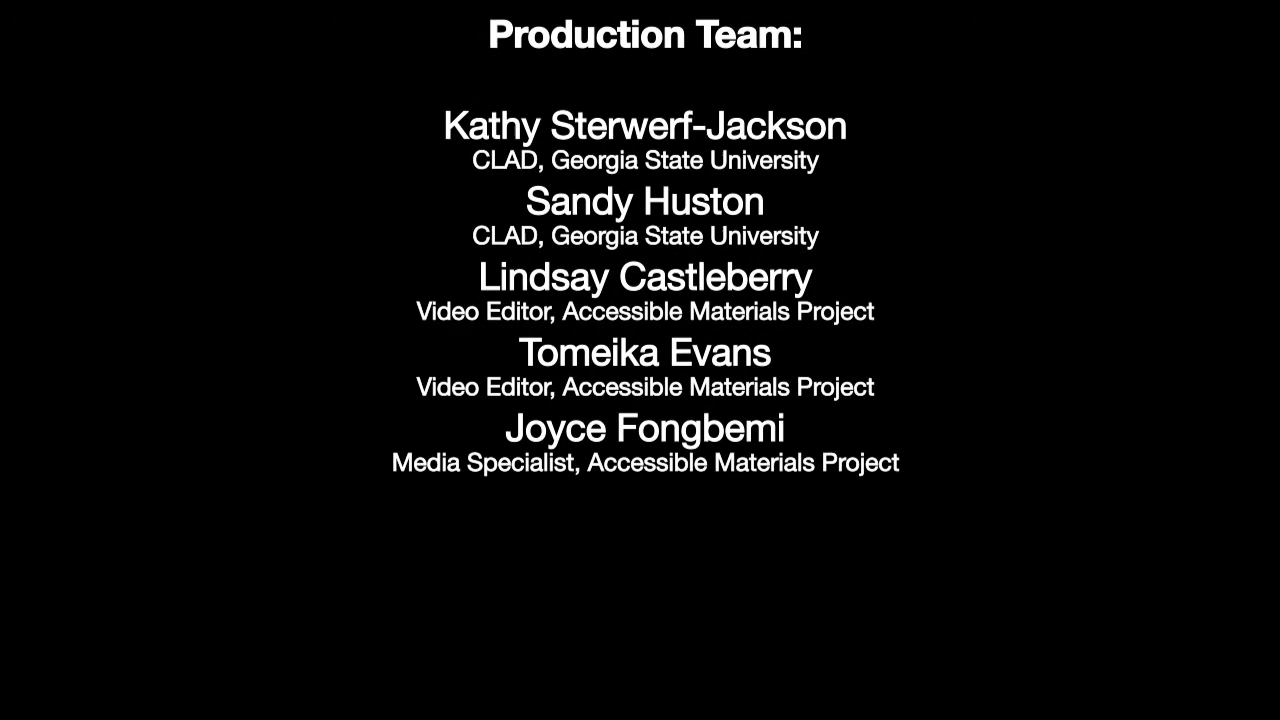 Production Team:
Kathy Sterwerf-Jackson
CLAD, Georgia State University
Sandy Huston
CLAD, Georgia State University
Lindsay Castleberry
Video Editor, Accessible Materials Project
Tomeika Evans
Video Editor, Accessible Materials Project
Joyce Fongbemi
Media Specialist, Accessible Materials Project